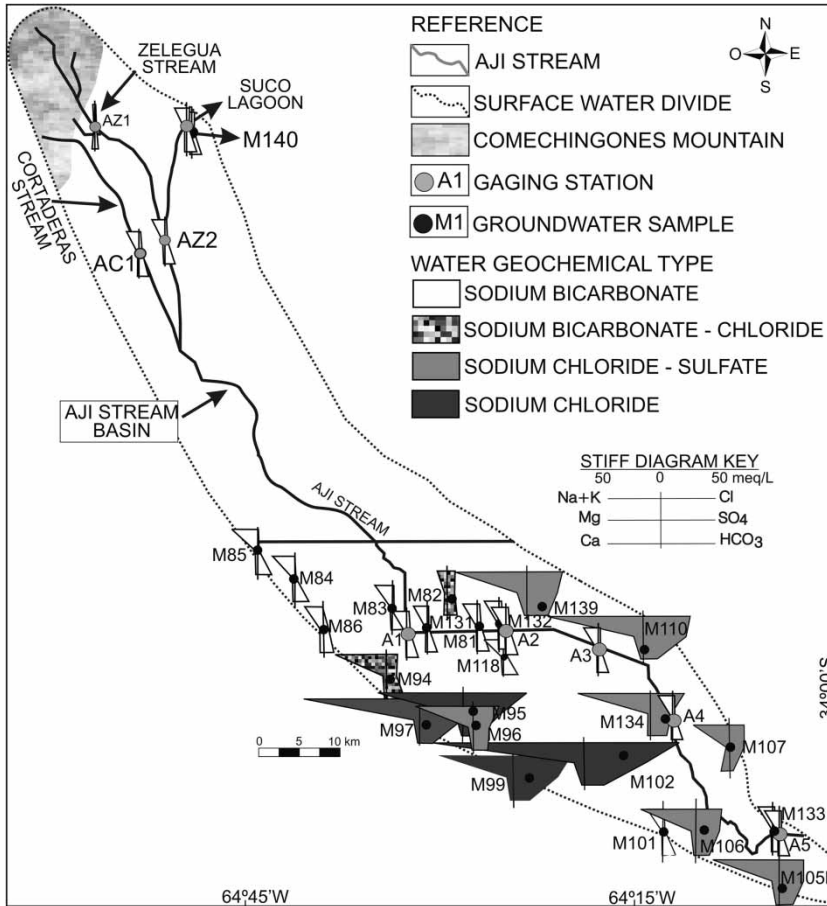 REFERENCE
AJI STREAM
SURFACE WATER DIVIDE
COMECHINGONES MOUNTAIN
A1 GAGING STATION
M1 GROUNDWATER SAMPLE
WATER GEOCHEMICAL TYPE
SODIUM BICARBONATE
SODIUM BICARBONATE - CHLORIDE
SODIUM CHLORIDE - SULFATE
SODIUM CHLORIDE
N
O E
S
ZELEGUA
STREAM
SUCO
LAGOON
AZ1
M140
CORTADERAS
STREAM
AC1
AZ2
AJI STREAM
BASIN
STIFF DIAGRAM KEY
50 0 50 meq/L
Na+K Cl
Mg SO4
Ca HCO3
AJI STREAM
M85
M84
M86
M83
M82
M139
A1
M131
M81
M132
A2
M118
M110
A3
M94
M97
M95
M96
M134
A4
M107
M99
M102
M101
M106
M133
A5
M105
0 5 10 km
34º00'S
64º45'W
64º15'W